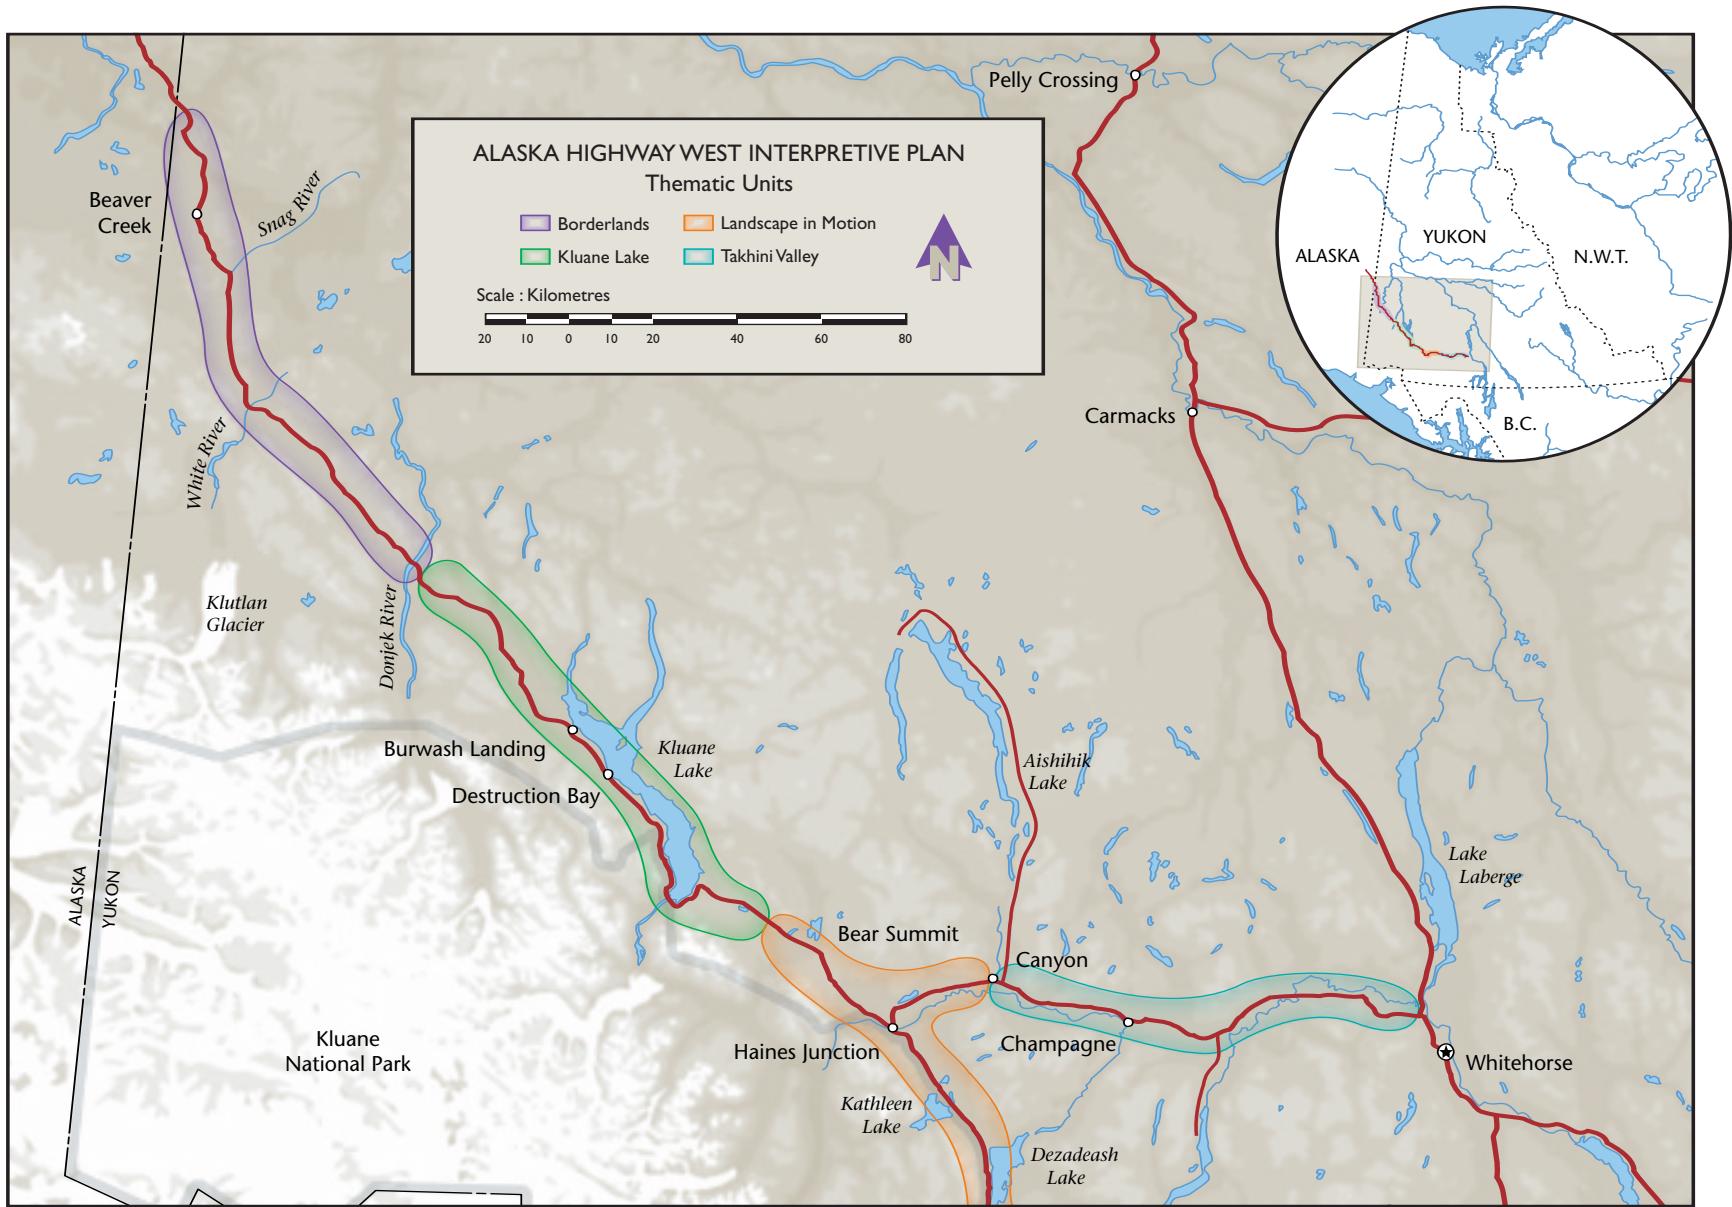 Pelly Crossing
ALASKA HIGHWAY WEST INTERPRETIVE PLAN
Thematic Units
Borderlands
Landscape in Motion
Kluane Lake
Takhini Valley
N
Scale : Kilometres
20 10 0 10 20 40 60 80
YUKON
ALASKA
N.W.T.
B.C.
Beaver
Creek
Snag River
White River
Carmacks
Klutlan
Glacier
Donjek River
Burwash Landing
Kluane
Lake
Destruction Bay
Aishihik
Lake
Lake
Laberge
ALASKA
YUKON
Bear Summit
Canyon
Kluane
National Park
Haines Junction
Champagne
Whitehorse
Kathleen
Lake
Dezadeash
Lake